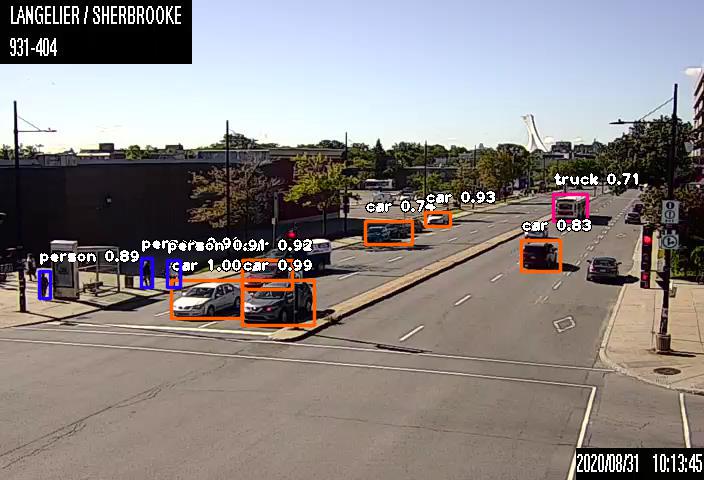 LANGELIER / SHERBROOKE
931-404
truck 0.71
car 0.74
car 0.93
car 0.83
person 0.89
person 0.91
0.92
car 1.00
car 0.99
2020/08/31 10:13:45